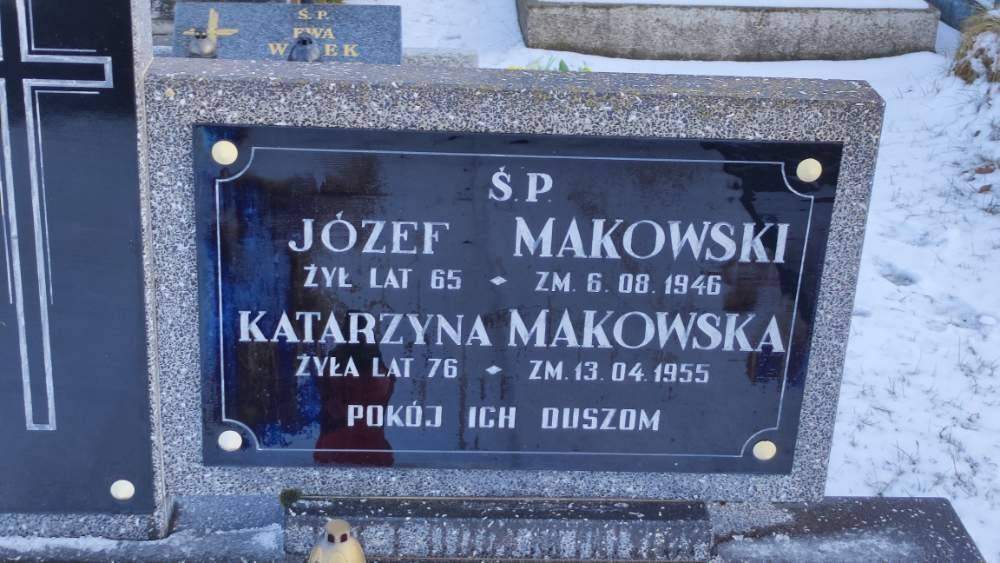 Ś.P.
EWA
Ś.P.
JÓZEF MAKOWSKI
ŻYŁ LAT 65 ZM. 6.08.1946
KATARZYNA MAKOWSKA
ŻYŁA LAT 76 ZM.13.04.1955
POKÓJ ICH DUSZOM